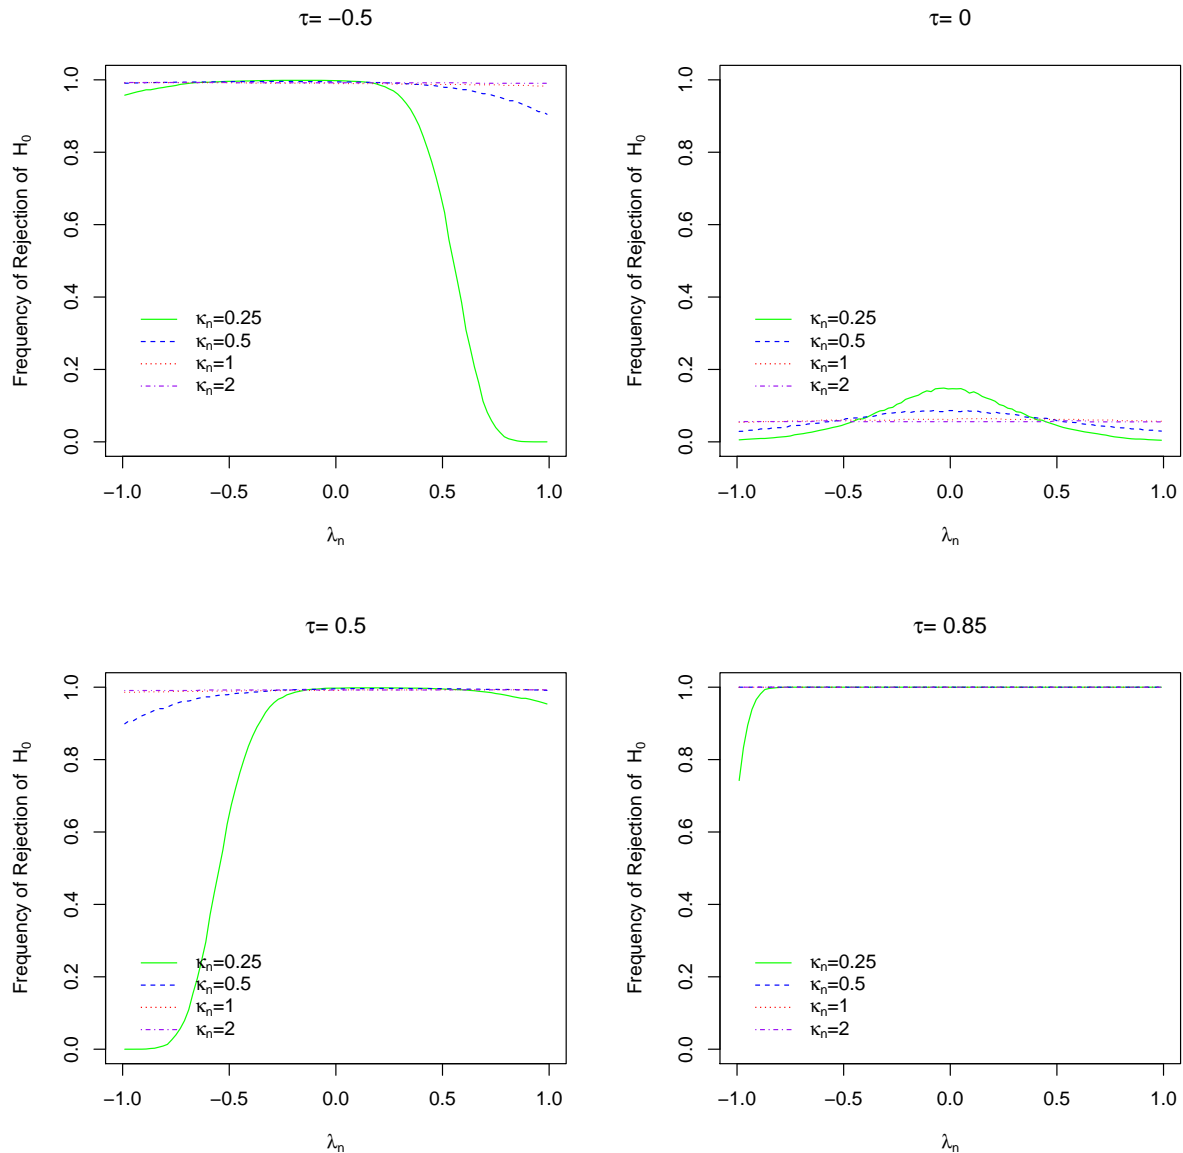 τ= −0.5
Frequency of Rejection of H0
1.0
0.8
0.6
0.4
0.2
0.0
κn=0.25
κn=0.5
κn=1
κn=2
−1.0 −0.5 0.0 0.5 1.0
λn
τ= 0
Frequency of Rejection of H0
1.0
0.8
0.6
0.4
0.2
0.0
κn=0.25
κn=0.5
κn=1
κn=2
−1.0 −0.5 0.0 0.5 1.0
λn
τ= 0.5
Frequency of Rejection of H0
1.0
0.8
0.6
0.4
0.2
0.0
κn=0.25
κn=0.5
κn=1
κn=2
−1.0 −0.5 0.0 0.5 1.0
λn
τ= 0.85
Frequency of Rejection of H0
1.0
0.8
0.6
0.4
0.2
0.0
κn=0.25
κn=0.5
κn=1
κn=2
−1.0 −0.5 0.0 0.5 1.0
λn